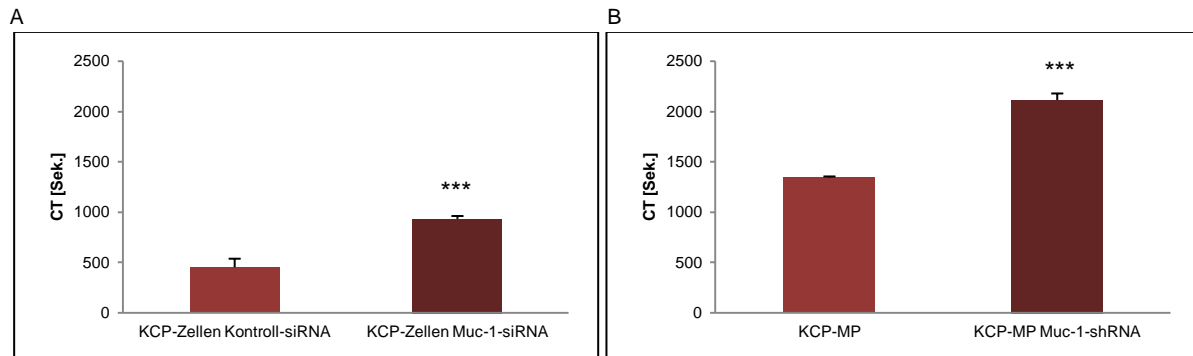 A
2500
2000
1500
1000
500
0
CT [Sek.]
***
KCP-Zellen Kontroll-siRNA
KCP-Zellen Muc-1-siRNA
B
2500
2000
1500
1000
500
0
CT [Sek.]
***
KCP-MP
KCP-MP Muc-1-shRNA